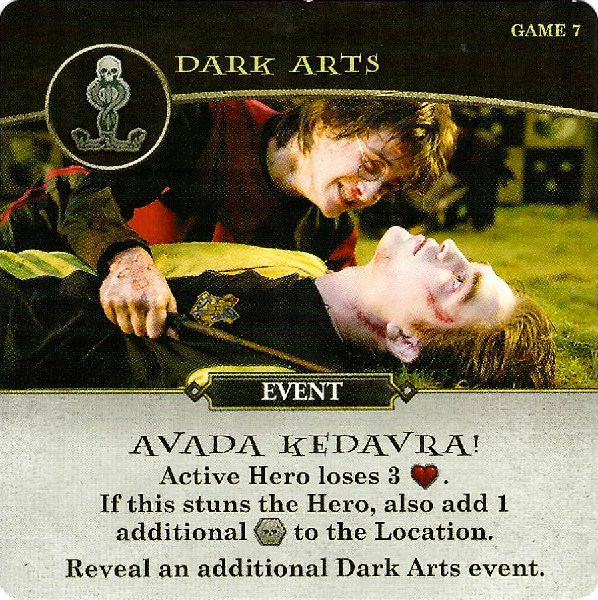 GAME 7
DARK ARTS
EVENT
AVADA KEDAVRA!
Active Hero loses 3 .
If this stuns the Hero, also add 1
additional to the Location.
Reveal an additional Dark Arts event.